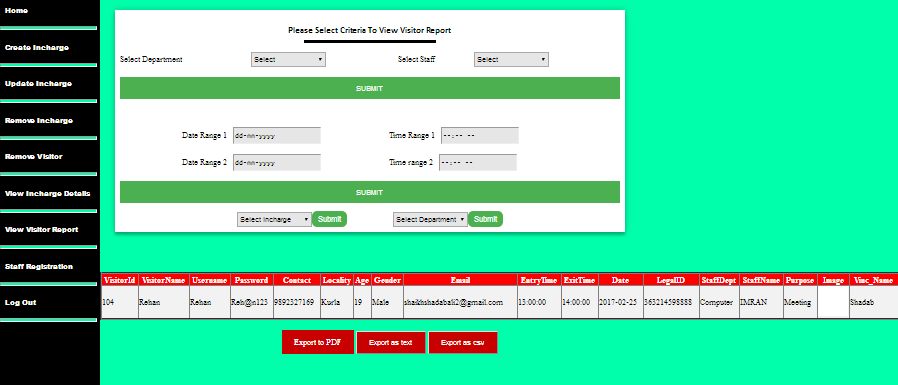 Home
Create Incharge
Update Incharge
Remove Incharge
Remove Visitor
View Incharge Details
View Visitor Report
Staff Registration
Log Out
Please Select Criteria To View Visitor Report
Select Department Select Select Staff Select
SUBMIT
Date Range 1 dd-mm-yyyy Time Range 1 --:-- --
Date Range 2 dd-mm-yyyy Time range 2 --:-- --
SUBMIT
Select Incharge Submit Select Department Submit
VisitorId VisitorName Username Password Contact Locality Age Gender Email EntryTime ExitTime Date LegalID StaffDept StaffName Purpose Image Vinc_Name
104 Rehan Rehan Reh@n123 9892327169 Kurla 19 Male shaikhshadabali2@gmail.com 13:00:00 14:00:00 2017-02-25 363214598888 Computer IMRAN Meeting Shadab
Export to PDF Export as text Export as csv